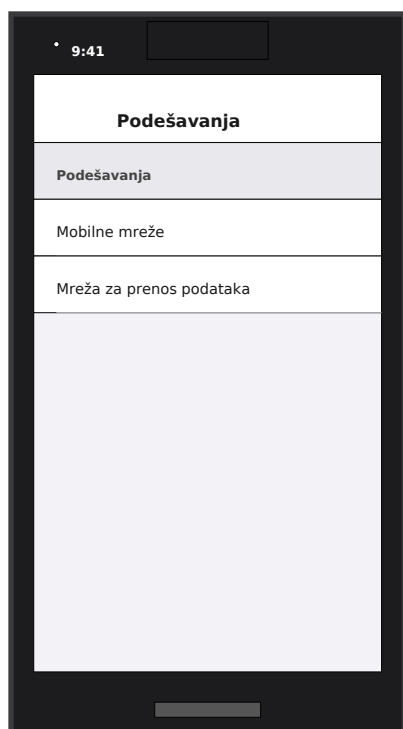 9:41
Podešavanja
Podešavanja
Mobilne mreže
Mreža za prenos podataka